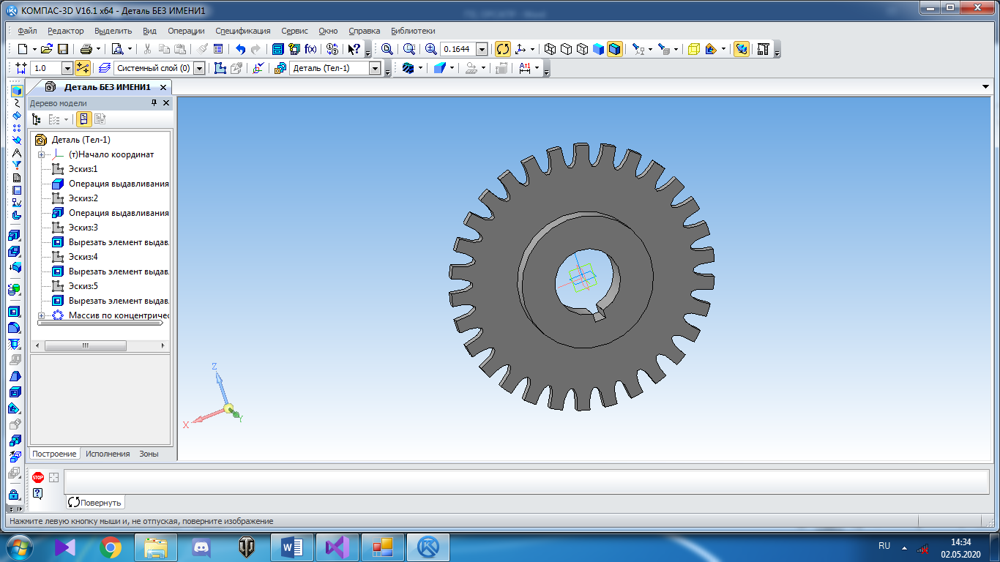 КОМПАС-3D V16.1 x64 - Деталь БЕЗ ИМЕНИ1
Файл Редактор Выделить Вид Операции Спецификация Сервис Окно Справка Библиотеки
f(x) 0.1644
1.0 Системный слой (0) Деталь (Тел-1)
Деталь БЕЗ ИМЕНИ1
Дерево модели
Деталь (Тел-1)
(т)Начало координат
Эскиз:1
Операция выдавливания
Эскиз:2
Операция выдавливания
Эскиз:3
Вырезать элемент выдав
Эскиз:4
Вырезать элемент выдав
Эскиз:5
Вырезать элемент выдав
Массив по концентричес
Z
X
Y
Построение Исполнения Зоны
STOP
Повернуть
Нажмите левую кнопку мыши и, не отпуская, поверните изображение
RU
14:34
02.05.2020